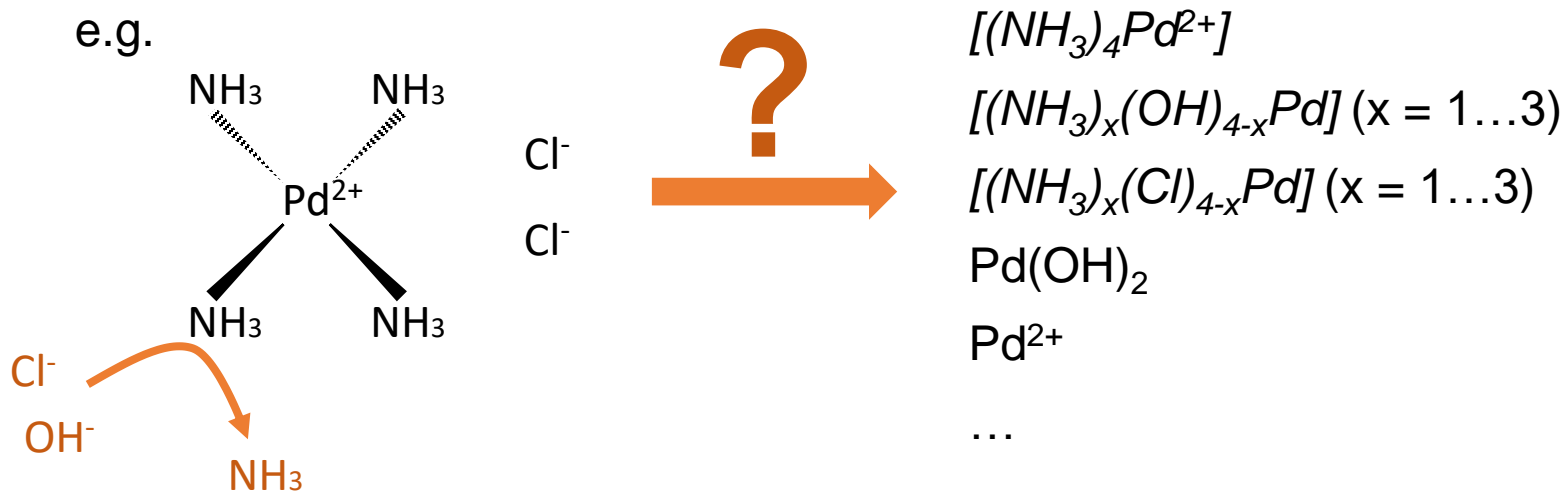 e.g.
NH₃ NH₃
Pd²⁺
NH₃ NH₃
Cl⁻
Cl⁻
Cl⁻
OH⁻
NH₃
?
[(NH₃)₄Pd²⁺]
[(NH₃)ₓ(OH)₄₋ₓPd] (x = 1…3)
[(NH₃)ₓ(Cl)₄₋ₓPd] (x = 1…3)
Pd(OH)₂
Pd²⁺
…